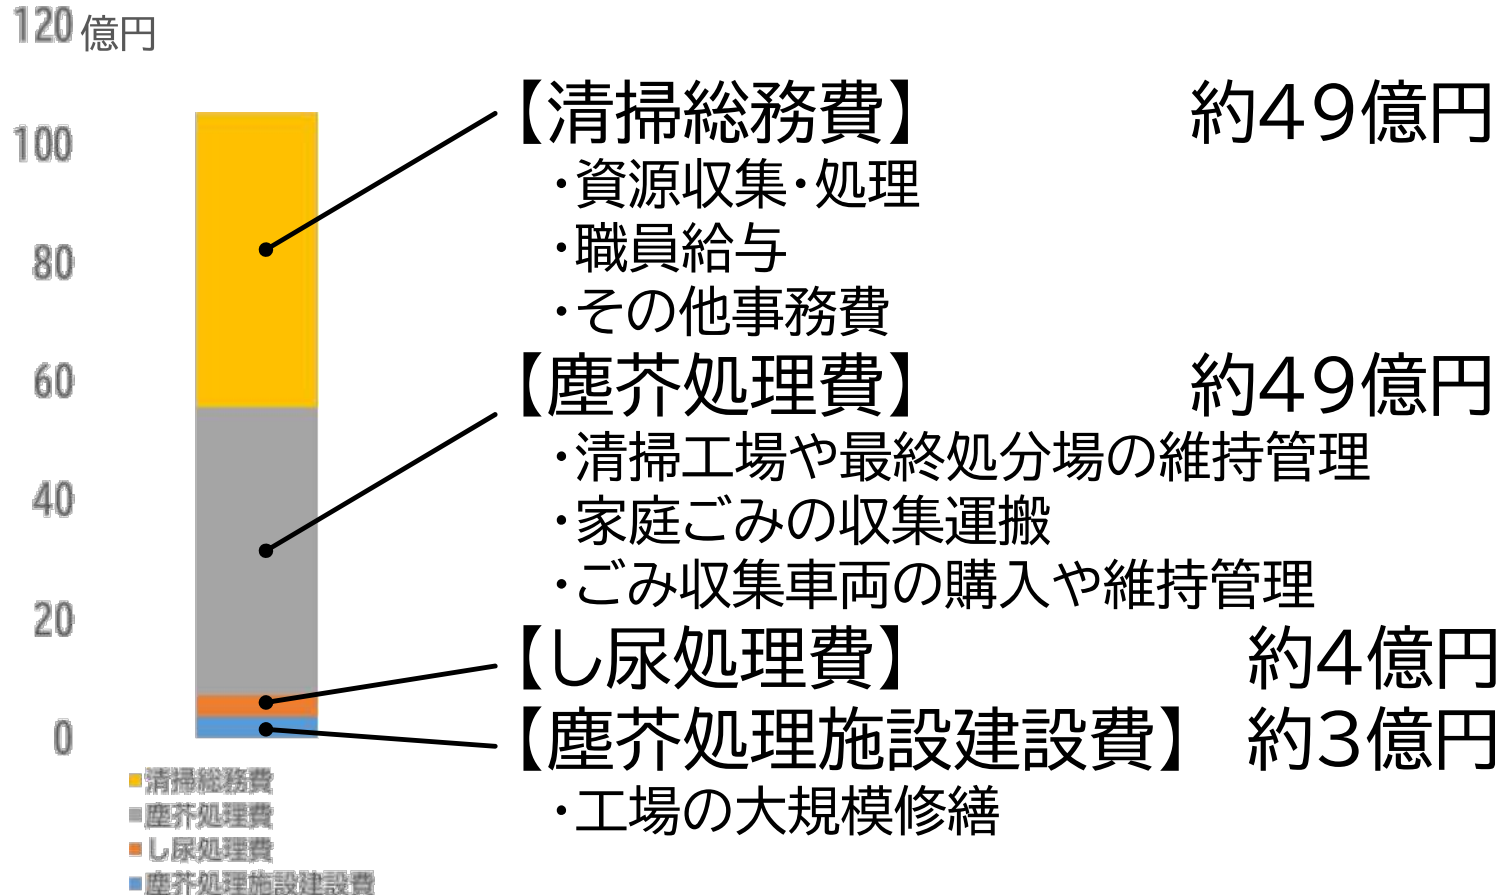 120 億円
100
80
60
40
20
0
【清掃総務費】 約49億円
・資源収集・処理
・職員給与
・その他事務費
【塵芥処理費】 約49億円
・清掃工場や最終処分場の維持管理
・家庭ごみの収集運搬
・ごみ収集車両の購入や維持管理
【し尿処理費】 約4億円
【塵芥処理施設建設費】 約3億円
・工場の大規模修繕
清掃総務費
塵芥処理費
し尿処理費
塵芥処理施設建設費